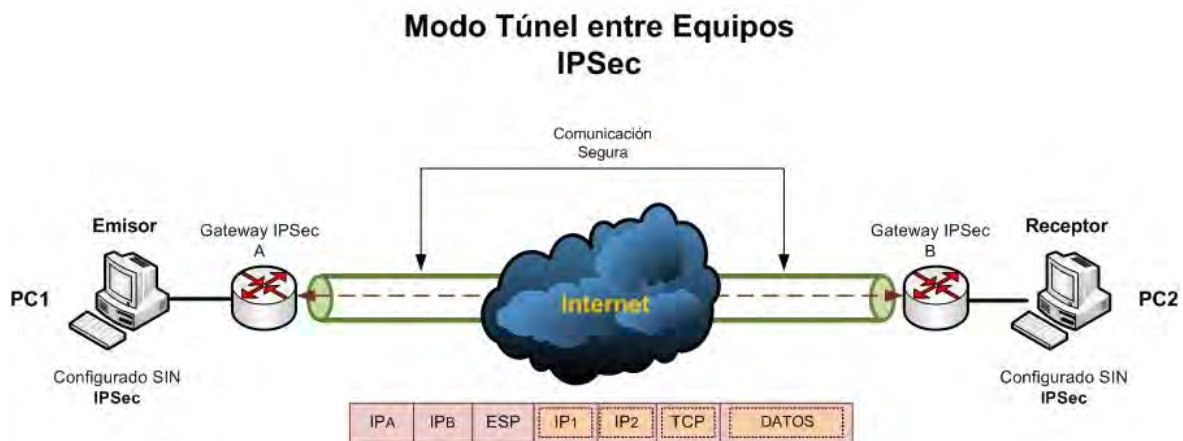 Modo Túnel entre Equipos
IPSec
Comunicación
Segura
Emisor
Gateway IPSec
A
Gateway IPSec
B
Receptor
PC1
Internet
PC2
Configurado SIN
IPSec
Configurado SIN
IPSec
IPA IPB ESP IP1 IP2 TCP DATOS